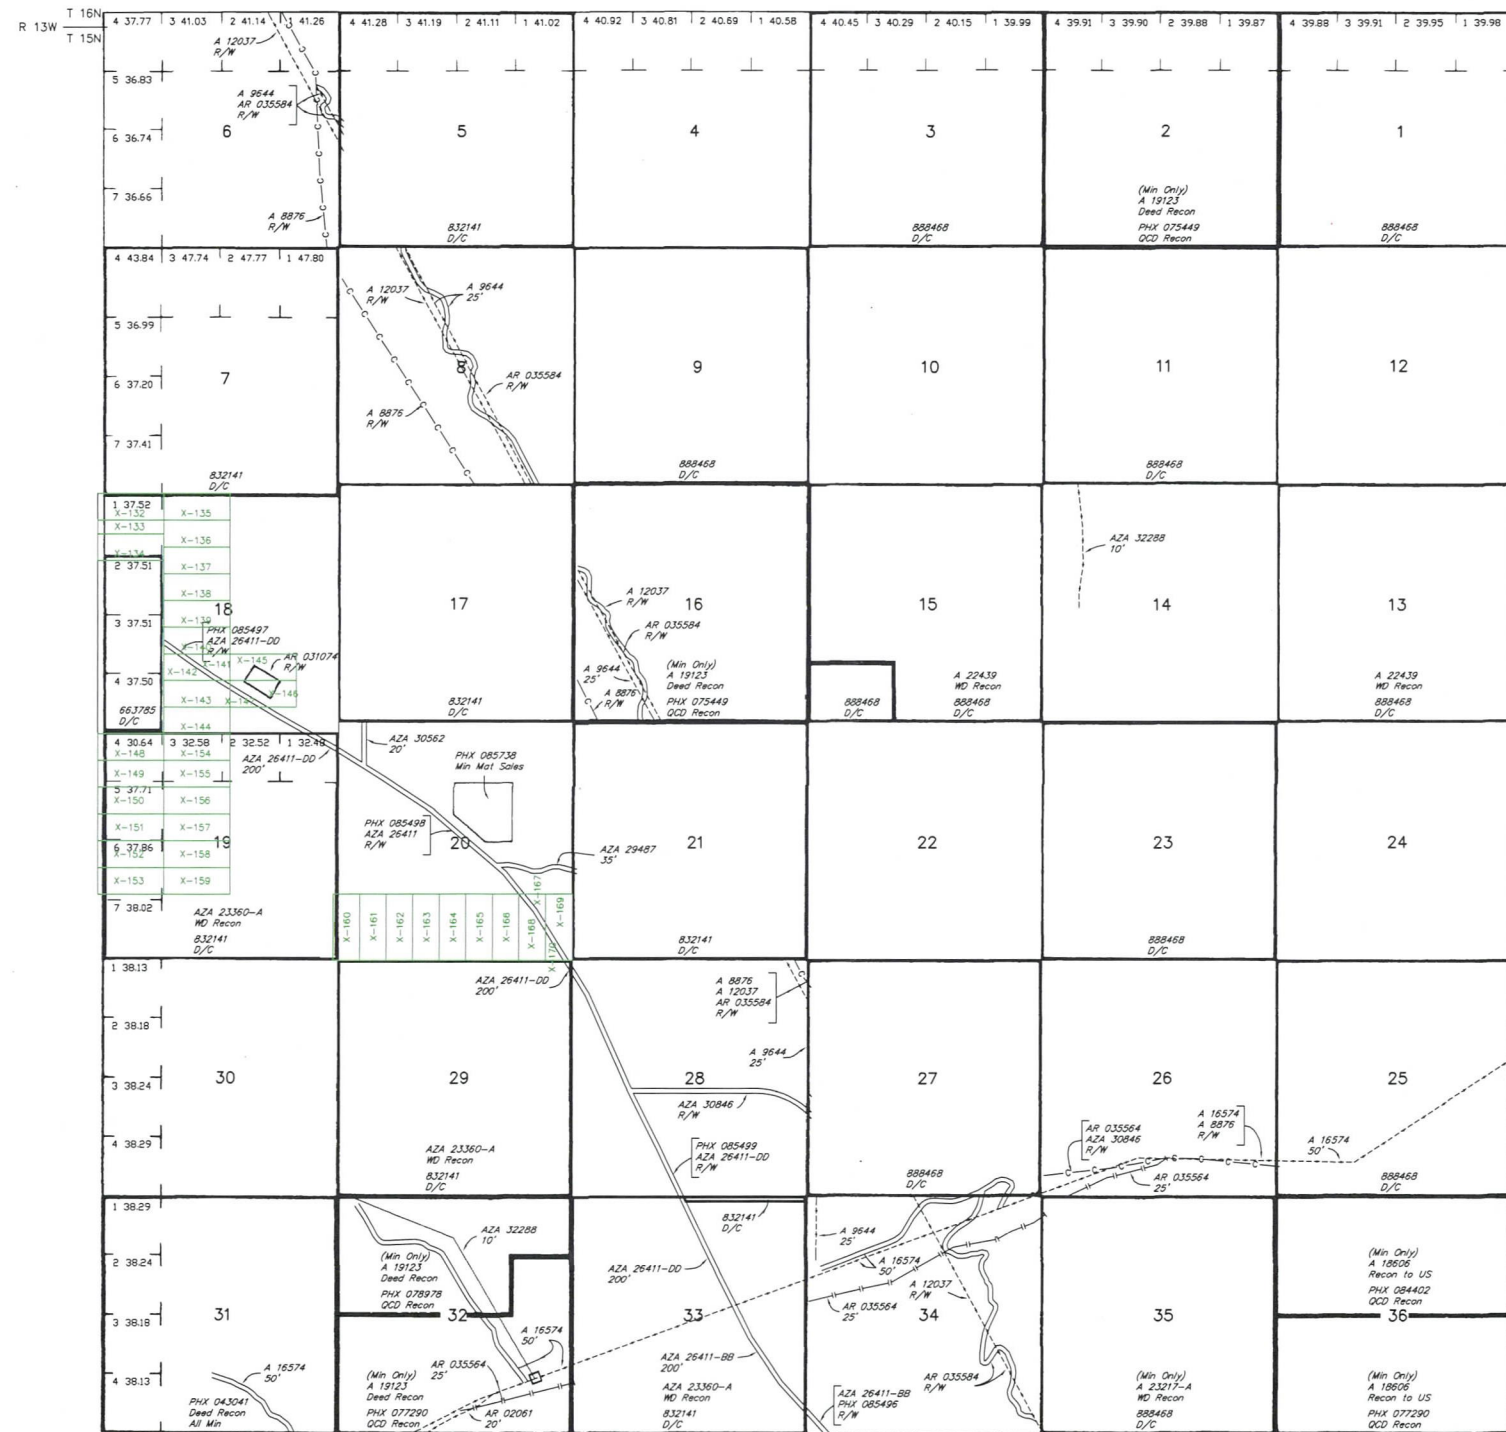 T 16N
R 13W
T 15N
4 37.77 3 41.03 2 41.14 1 41.26
4 41.28 3 41.19 2 41.11 1 41.02
4 40.92 3 40.81 2 40.69 1 40.58
4 40.45 3 40.29 2 40.15 1 39.99
4 39.91 3 39.90 2 39.88 1 39.87
4 39.88 3 39.91 2 39.95 1 39.98
A 12037
R/W
5 36.83
A 9644
AR 035584
R/W
6 36.74
6
7 36.66
A 8876
R/W
5
832141
D/C
4
3
888468
D/C
2
(Min Only)
A 19123
Deed Recon
PHX 075449
QCD Recon
1
888468
D/C
4 43.84 3 47.74 2 47.77 1 47.80
5 36.99
6 37.20
7
7 37.41
832141
D/C
A 12037
R/W
A 9644
25'
8
AR 035584
R/W
A 8876
R/W
9
888468
D/C
10
11
888468
D/C
12
1 37.52
X-132
X-133
X-134
X-135
X-136
2 37.51
X-137
X-138
18
3 37.51
X-139
PHX 085497
AZA 26411-DD
R/W
X-140
X-141
X-145
AR 031074
R/W
X-142
4 37.50
X-146
X-143
663785
D/C
X-144
17
832141
D/C
A 12037
R/W
16
AR 035584
R/W
A 9644
25'
A 8876
R/W
(Min Only)
A 19123
Deed Recon
PHX 075449
QCD Recon
15
888468
D/C
A 22439
WD Recon
888468
D/C
AZA 32288
10'
14
13
A 22439
WD Recon
888468
D/C
4 30.64 3 32.58 2 32.52 1 32.48
X-148
X-154
AZA 26411-DD
200'
X-149
X-155
5 37.71
X-150
X-156
X-151
X-157
19
6 37.86
X-152
X-158
X-153
X-159
7 38.02
AZA 23360-A
WD Recon
832141
D/C
AZA 30562
20'
PHX 085738
Min Mat Sales
PHX 085498
AZA 26411
R/W
20
AZA 29487
35'
X-160
X-161
X-162
X-163
X-164
X-165
X-166
X-167
X-168
X-169
X-170
21
832141
D/C
22
23
888468
D/C
24
1 38.13
2 38.18
3 38.24
30
4 38.29
AZA 26411-DD
200'
29
AZA 23360-A
WD Recon
832141
D/C
A 8876
A 12037
AR 035584
R/W
A 9644
25'
28
AZA 30846
R/W
PHX 085499
AZA 26411-DD
R/W
27
888468
D/C
26
AR 035564
AZA 30846
R/W
A 16574
A 8876
R/W
AR 035564
25'
25
A 16574
50'
888468
D/C
1 38.29
2 38.24
3 38.18
31
4 38.13
A 16574
50'
PHX 043041
Deed Recon
All Min
AZA 32288
10'
(Min Only)
A 19123
Deed Recon
PHX 078978
QCD Recon
32
A 16574
50'
AR 035564
25'
(Min Only)
A 19123
Deed Recon
PHX 077290
QCD Recon
AR 02061
20'
832141
D/C
AZA 26411-DD
200'
33
AZA 26411-BB
200'
AZA 23360-A
WD Recon
832141
D/C
A 9644
25'
A 16574
50'
A 12037
R/W
AR 035564
25'
34
AR 035584
R/W
AZA 26411-BB
PHX 085496
R/W
35
(Min Only)
A 23217-A
WD Recon
888468
D/C
(Min Only)
A 18606
Recon to US
PHX 084402
QCD Recon
36
(Min Only)
A 18606
Recon to US
PHX 077290
QCD Recon